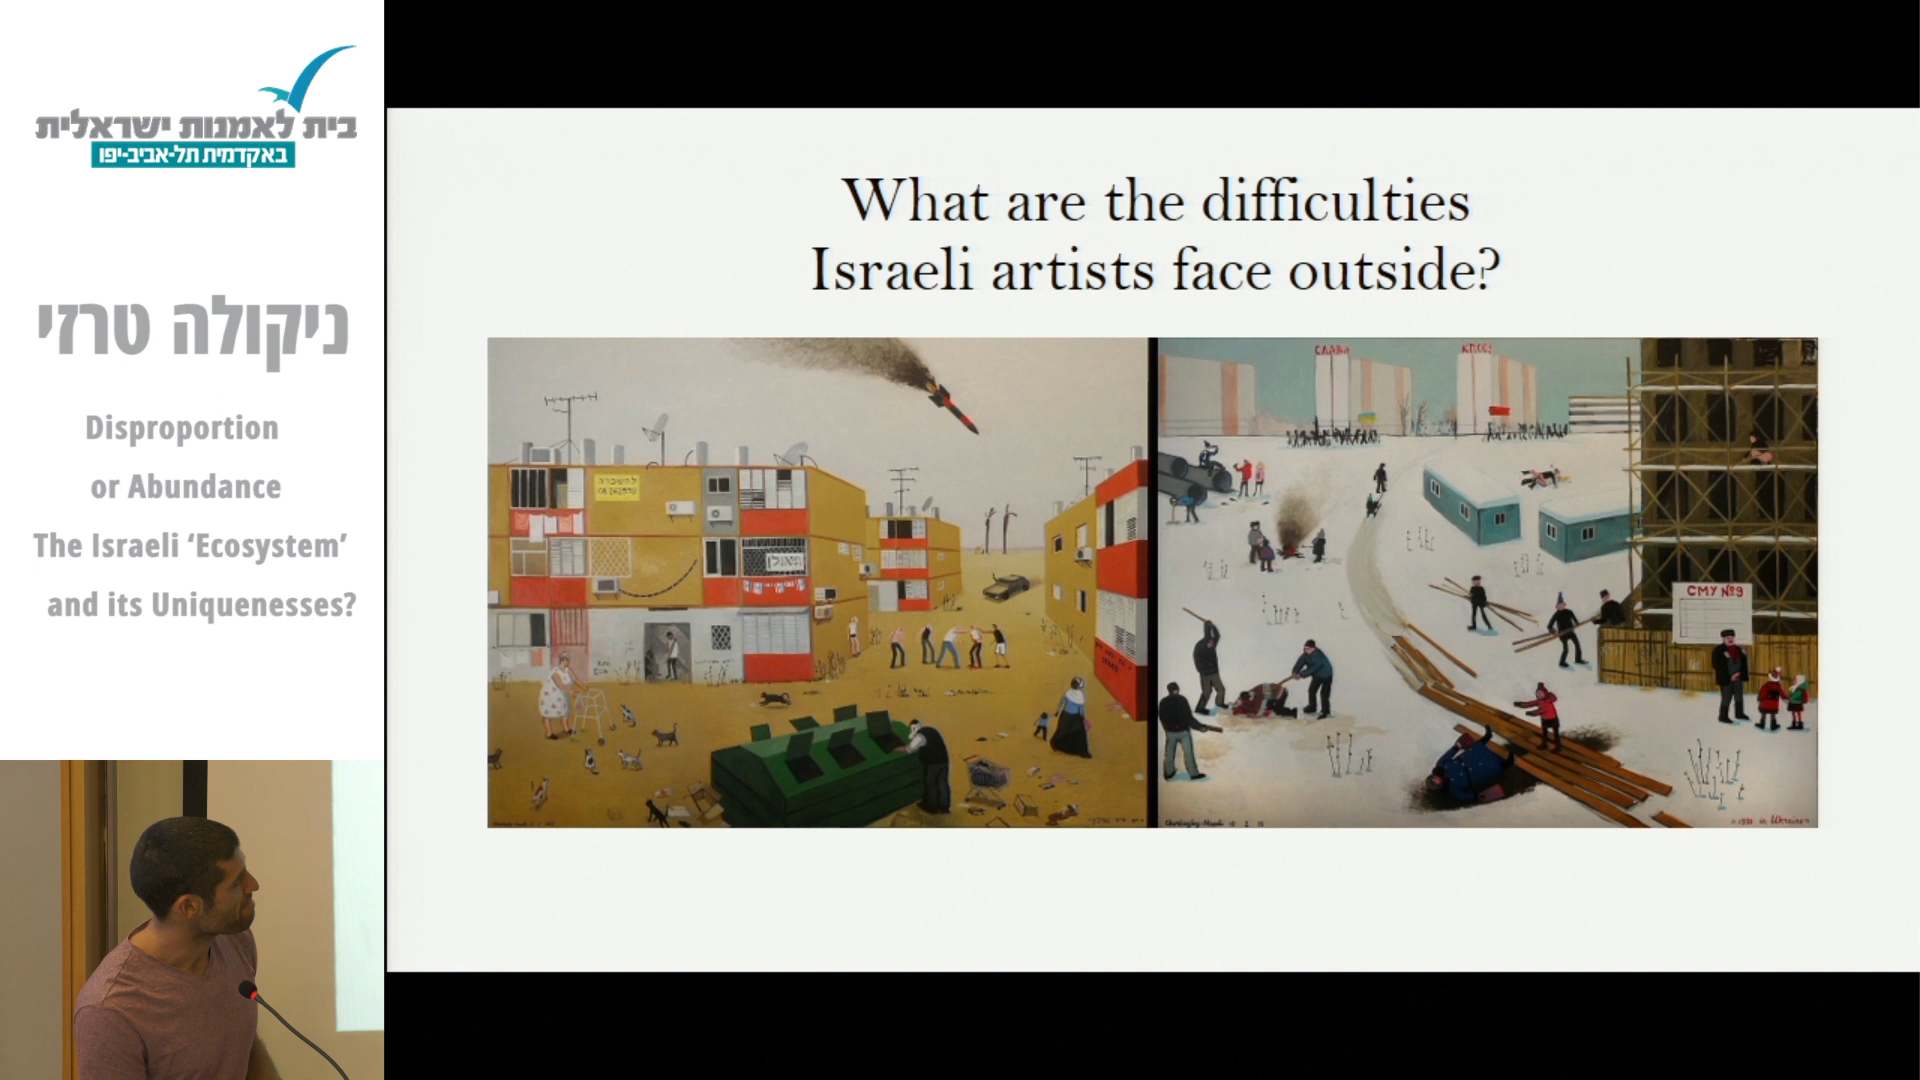 בית לאמנות ישראלית
באקדמית תל-אביב-יפו
ניקולה טרזי
Disproportion
or Abundance
The Israeli ‘Ecosystem’
and its Uniquenesses?
What are the difficulties
Israeli artists face outside?
להשכרה
СЛАВА
КПСС!
СМУ №9